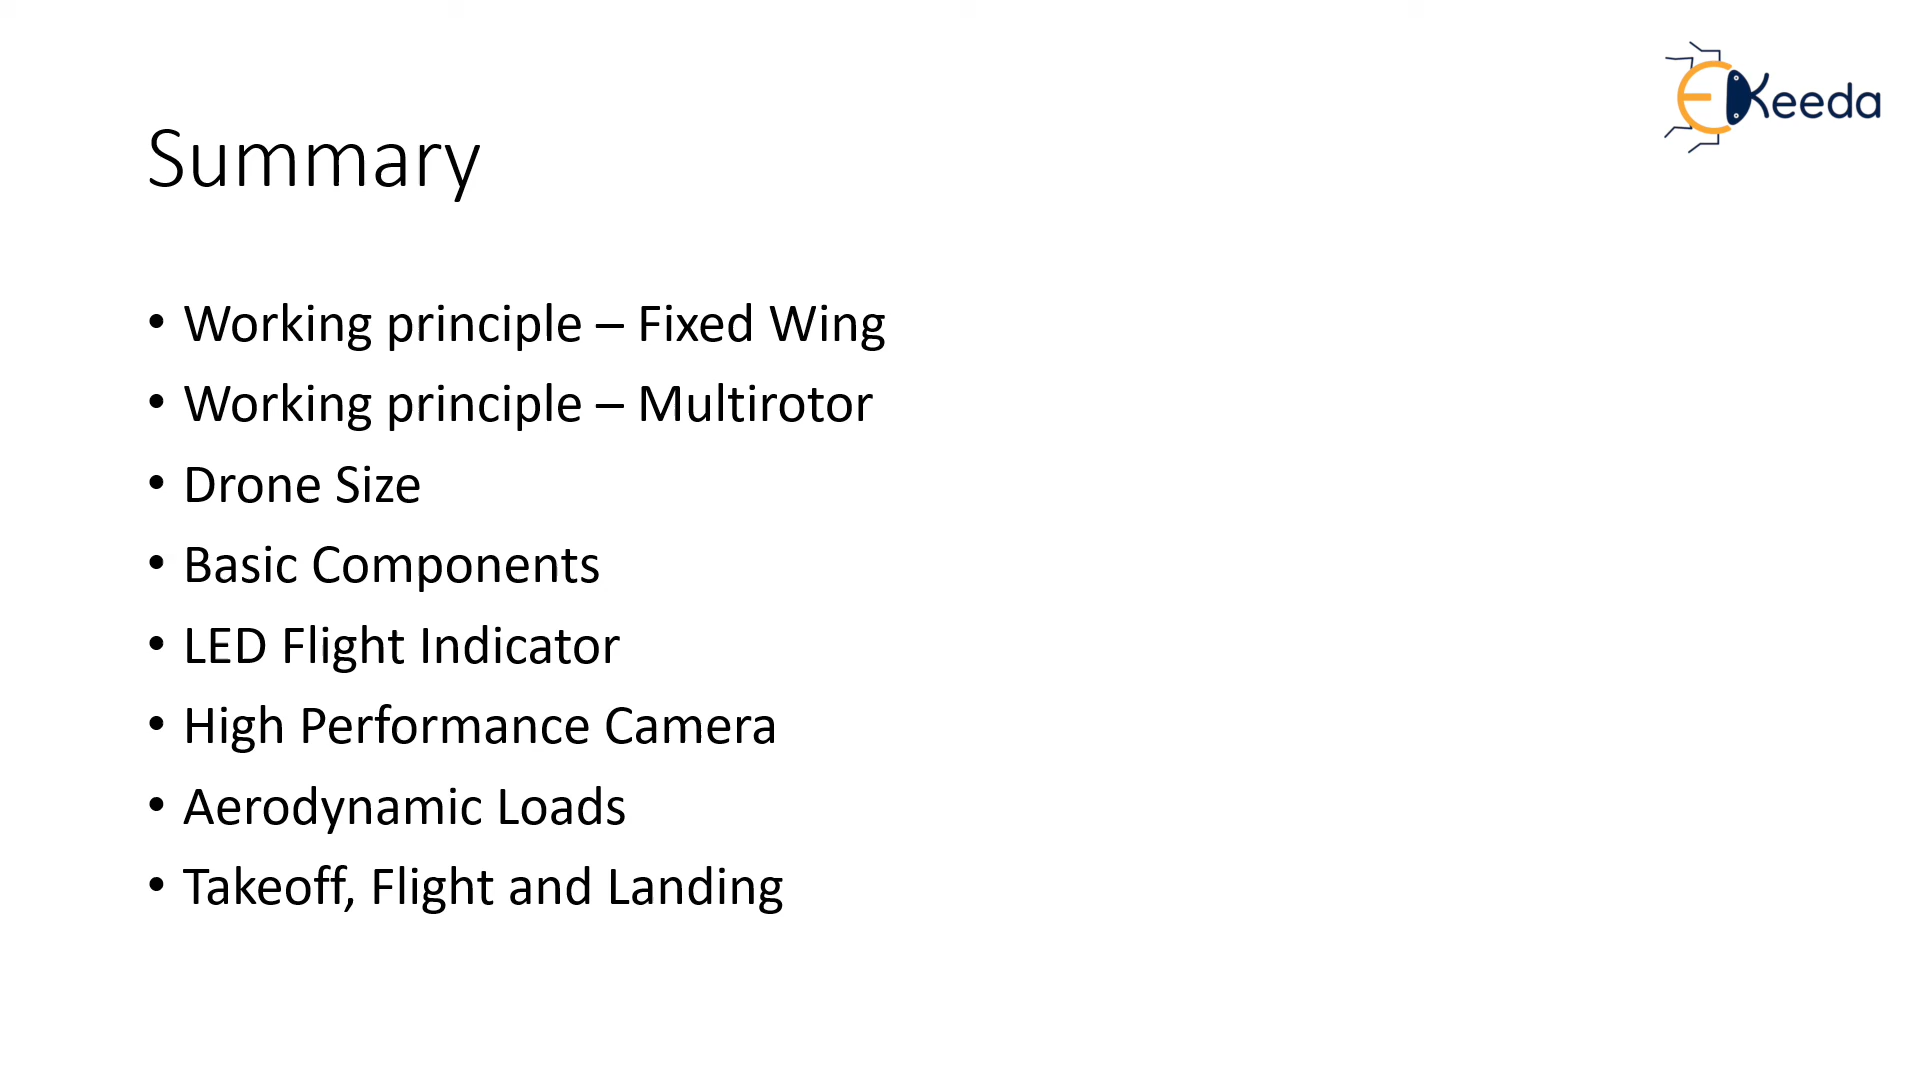 EKeeda
Summary
• Working principle – Fixed Wing
• Working principle – Multirotor
• Drone Size
• Basic Components
• LED Flight Indicator
• High Performance Camera
• Aerodynamic Loads
• Takeoff, Flight and Landing